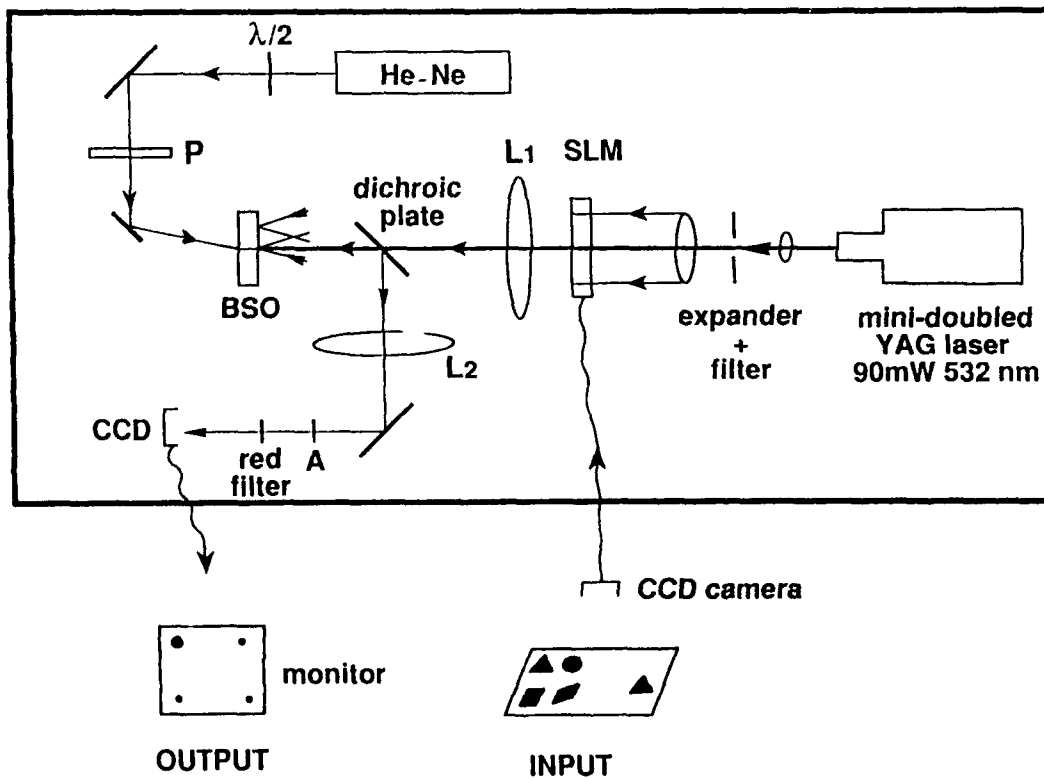 λ/2
He-Ne
P
L1
SLM
dichroic
plate
BSO
expander
+
filter
mini-doubled
YAG laser
90mW 532 nm
L2
CCD
red
filter
A
CCD camera
monitor
OUTPUT
INPUT